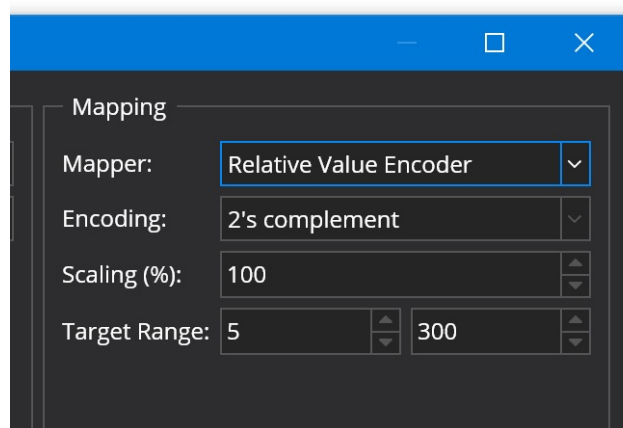 Mapping
Mapper: Relative Value Encoder
Encoding: 2's complement
Scaling (%): 100
Target Range: 5 300